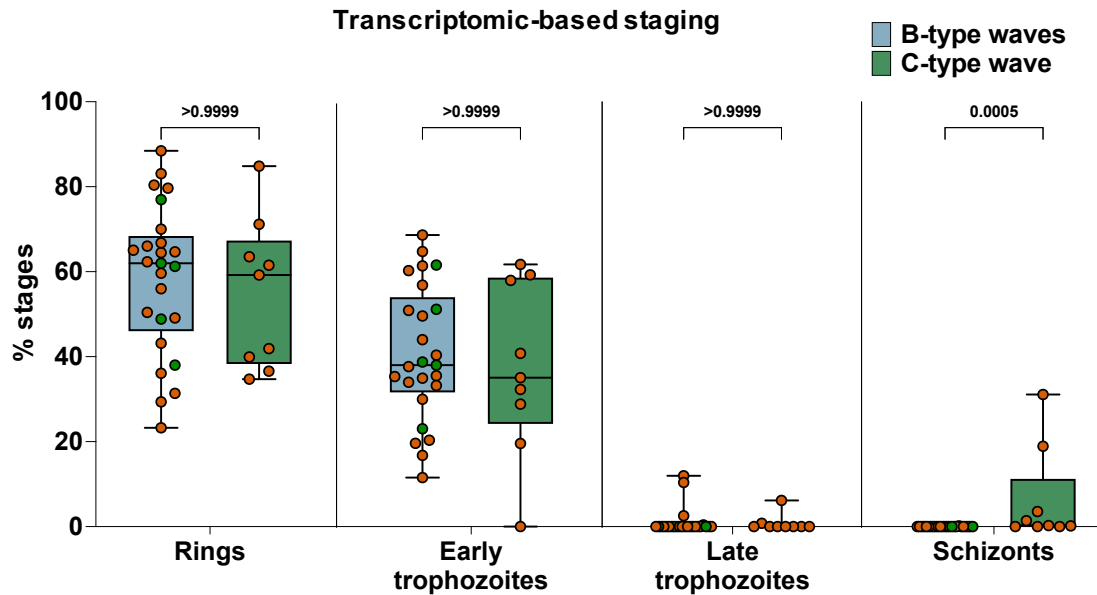 Transcriptomic-based staging
B-type waves
C-type wave
% stages
100
80
60
40
20
0
>0.9999
>0.9999
>0.9999
0.0005
Rings
Early
trophozoites
Late
trophozoites
Schizonts